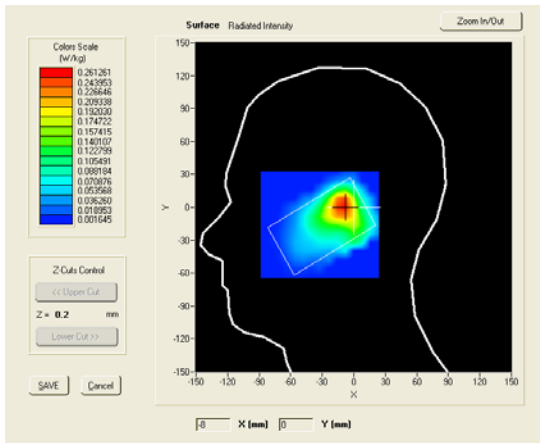 Surface Radiated Intensity
Zoom In/Out
Colors Scale
(W/kg)
0.261261
0.243953
0.226646
0.209338
0.192030
0.174722
0.157415
0.140107
0.122799
0.105491
0.088184
0.070876
0.053568
0.036260
0.018953
0.001645
150
120
90
60
30
0
-30
-60
-90
-120
-150
Y
-150 -120 -90 -60 -30 0 30 60 90 120 150
X
Z-Cuts Control
<< Upper Cut
Z = 0.2 mm
Lower Cut >>
SAVE Cancel
-8 X (mm) 0 Y (mm)